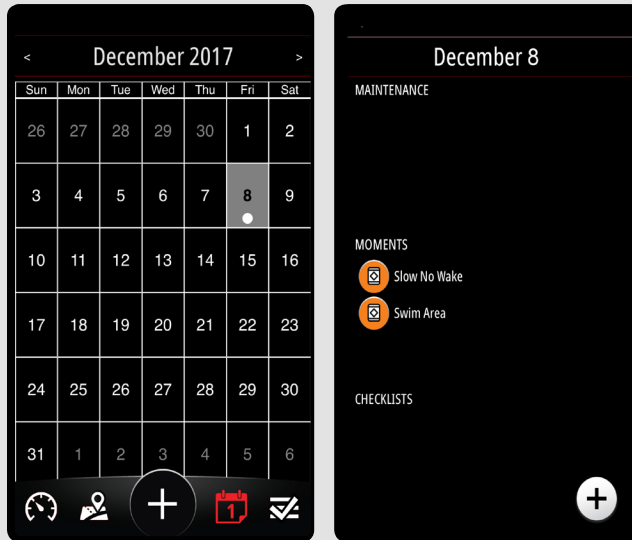 < December 2017 >
Sun Mon Tue Wed Thu Fri Sat
26 27 28 29 30 1 2
3 4 5 6 7 8 9
10 11 12 13 14 15 16
17 18 19 20 21 22 23
24 25 26 27 28 29 30
31 1 2 3 4 5 6
+ 1
December 8
MAINTENANCE
MOMENTS
Slow No Wake
Swim Area
CHECKLISTS
+